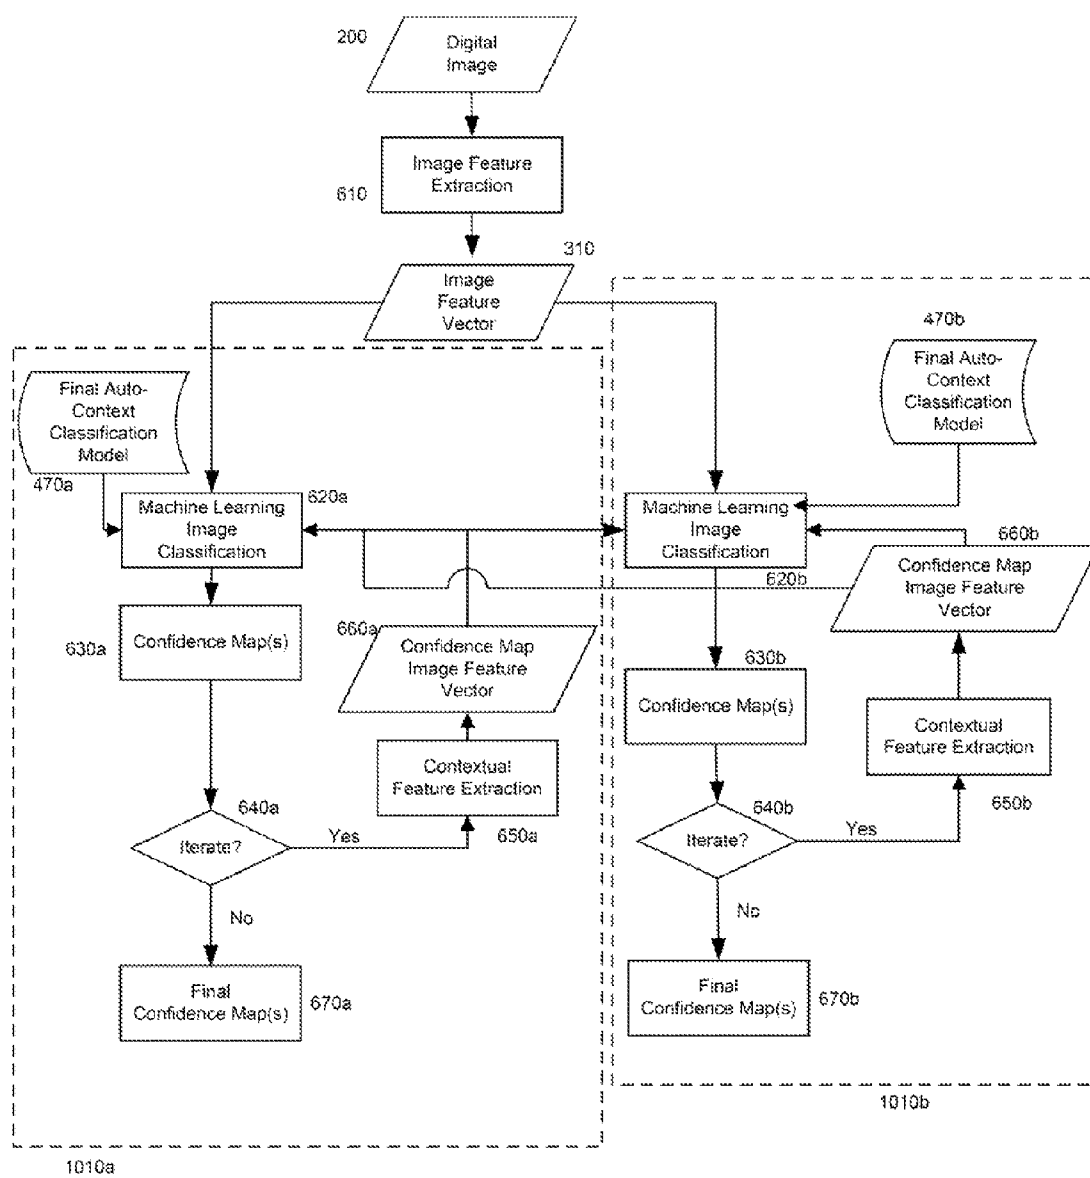 200
Digital
Image
610
Image Feature
Extraction
310
Image
Feature
Vector
470b
Final Auto-
Context
Classification
Model
Final Auto-
Context
Classification
Model
470a
620a
Machine Learning
Image
Classification
Machine Learning
Image
Classification
620b
660b
Confidence Map
Image Feature
Vector
630a
Confidence Map(s)
660a
Confidence Map
Image Feature
Vector
630b
Confidence Map(s)
Contextual
Feature Extraction
650b
Contextual
Feature Extraction
650a
640a
Iterate?
Yes
640b
Iterate?
Yes
No
No
Final
Confidence Map(s)
670a
Final
Confidence Map(s)
670b
1010b
1010a